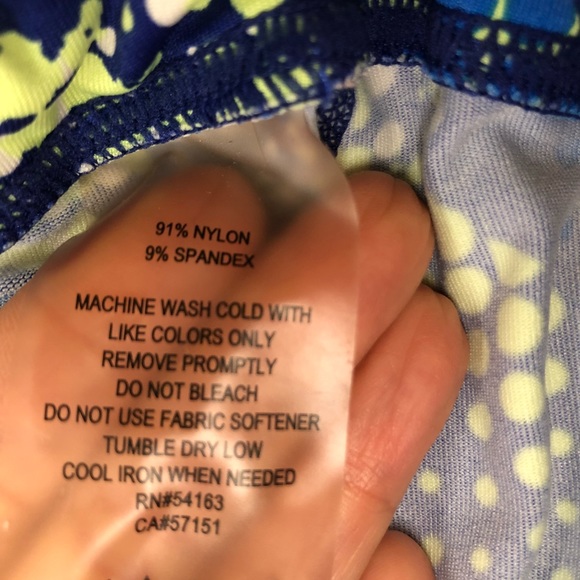 91% NYLON
9% SPANDEX
MACHINE WASH COLD WITH
LIKE COLORS ONLY
REMOVE PROMPTLY
DO NOT BLEACH
DO NOT USE FABRIC SOFTENER
TUMBLE DRY LOW
COOL IRON WHEN NEEDED
RN#54163
CA#57151